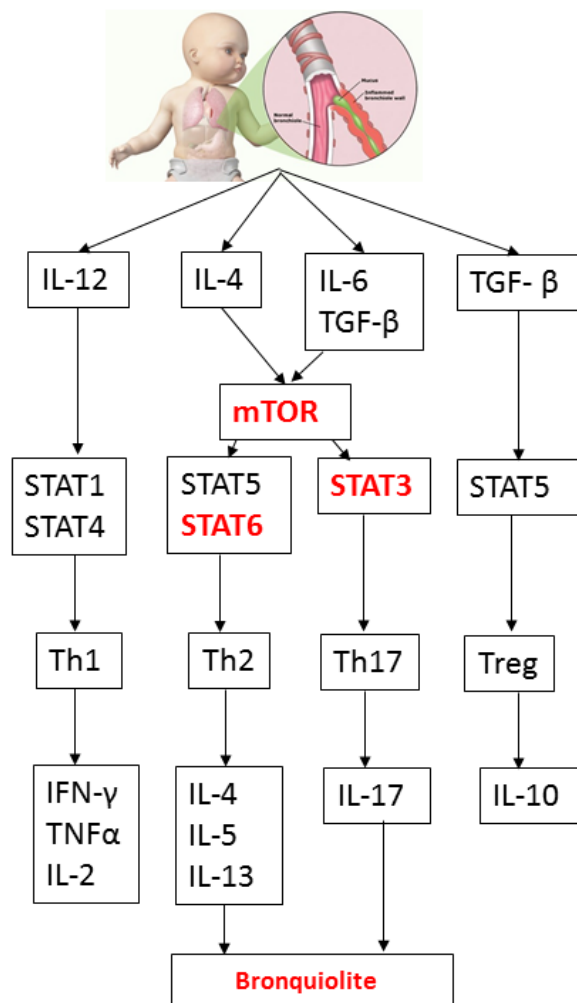 Mucus
Inflammed
bronchiole wall
Normal
bronchiole
IL-12
IL-4
IL-6
TGF-β
TGF- β
mTOR
STAT1
STAT4
STAT5
STAT6
STAT3
STAT5
Th1
Th2
Th17
Treg
IFN-γ
TNFα
IL-2
IL-4
IL-5
IL-13
IL-17
IL-10
Bronquiolite